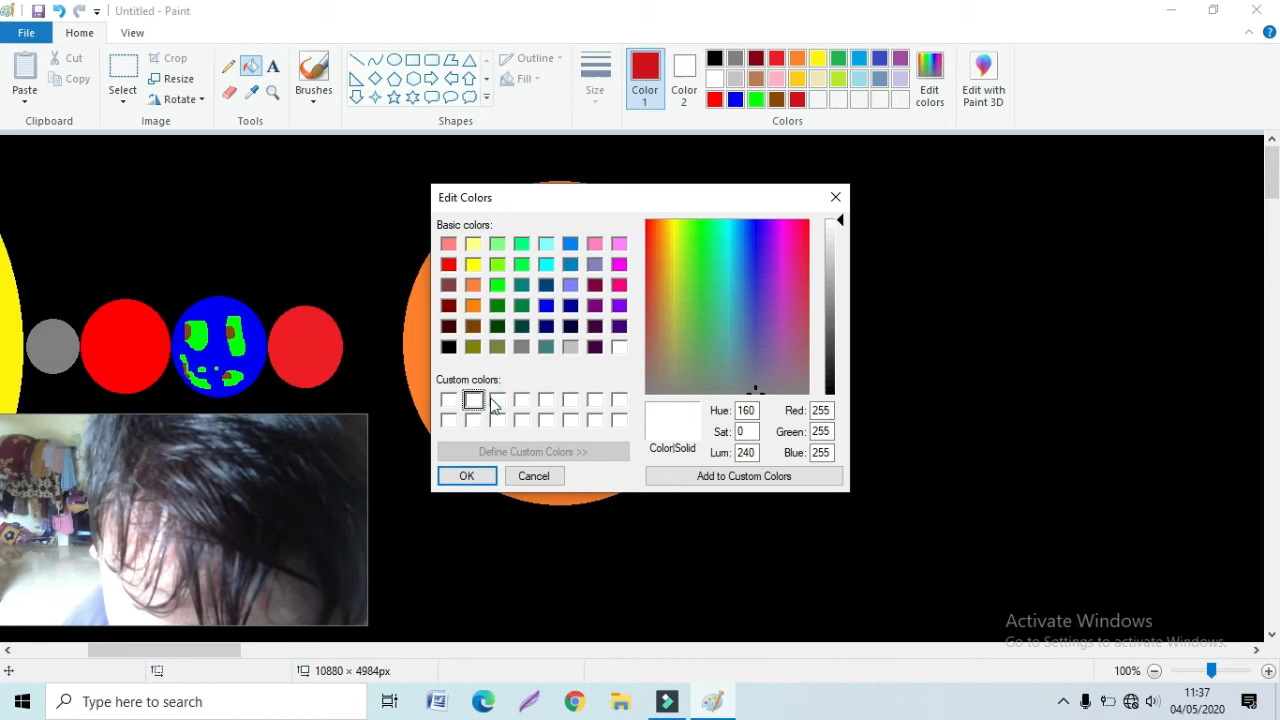 Untitled - Paint
File
Home
View
Paste
Cut
Copy
Clipboard
Select
Crop
Resize
Rotate
Image
Tools
Brushes
Outline
Fill
Shapes
Size
Color
1
Color
2
Edit
colors
Colors
Edit with
Paint 3D
Edit Colors
Basic colors:
Custom colors:
Define Custom Colors >>
OK
Cancel
Color|Solid
Hue: 160
Sat: 0
Lum: 240
Red: 255
Green: 255
Blue: 255
Add to Custom Colors
Activate Windows
Go to Settings to activate Windows.
10880 × 4984px
100%
Type here to search
11:37
04/05/2020